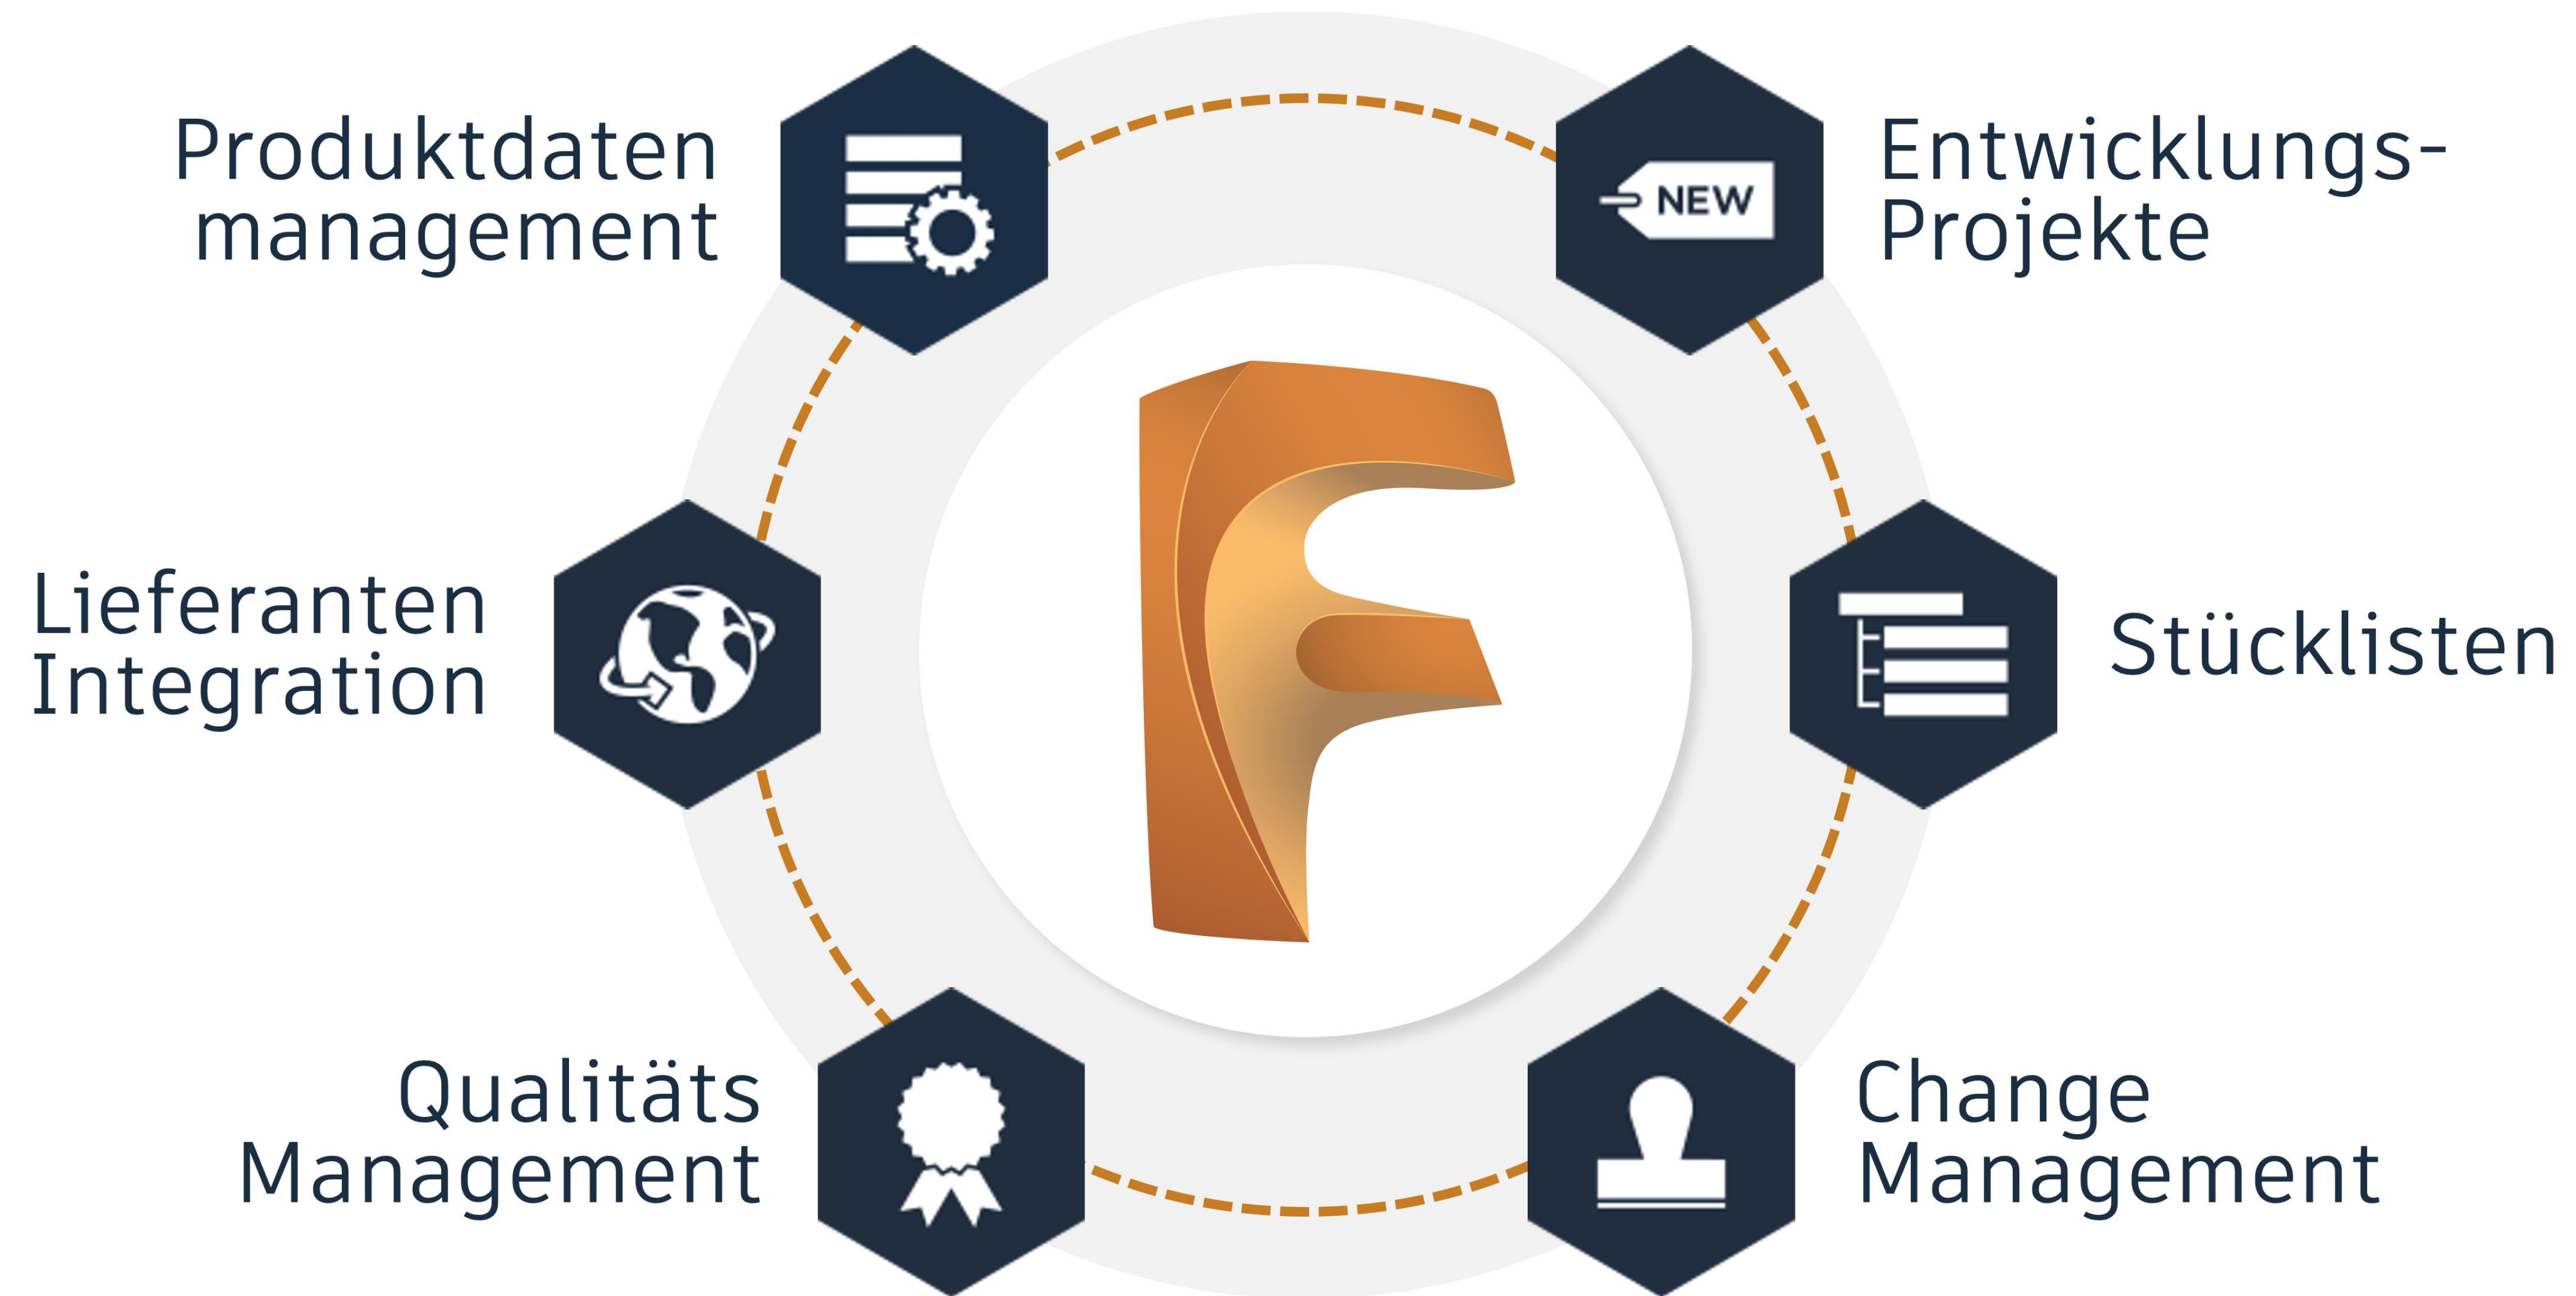 Produktdaten
management
NEW
Entwicklungs-
Projekte
Lieferanten
Integration
F
Stücklisten
Qualitäts
Management
Change
Management